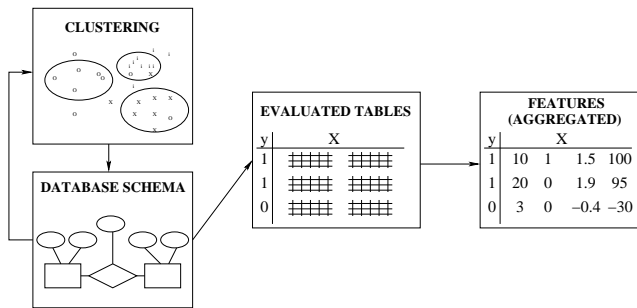 CLUSTERING
o
o
o
o
o
o
o
i
i
i
i
i
i
i
i
o
x
i
x
x
x
x
x
x
x
x
o
x
DATABASE SCHEMA
EVALUATED TABLES
y X
1
1
0
FEATURES
(AGGREGATED)
y X
1 10 1 1.5 100
1 20 0 1.9 95
0 3 0 −0.4 −30